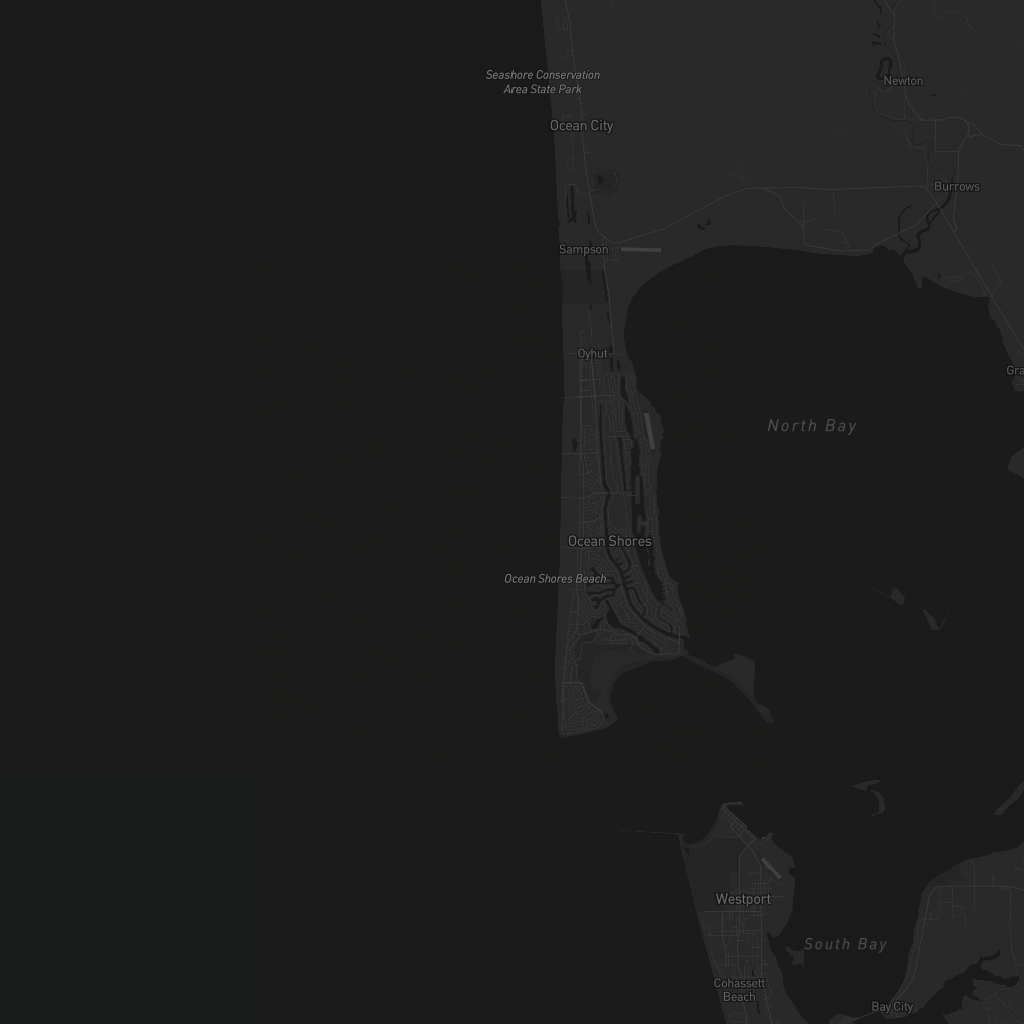 Seashore Conservation
Area State Park
Newton
Ocean City
Burrows
Sampson
Oyhut
Gra
North Bay
Ocean Shores
Ocean Shores Beach
Westport
South Bay
Cohassett
Beach
Bay City